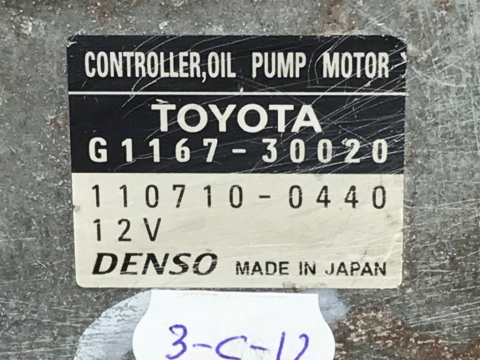 CONTROLLER,OIL PUMP MOTOR
TOYOTA
G1167-30020
110710-0440
12V
DENSO MADE IN JAPAN
3-C-12